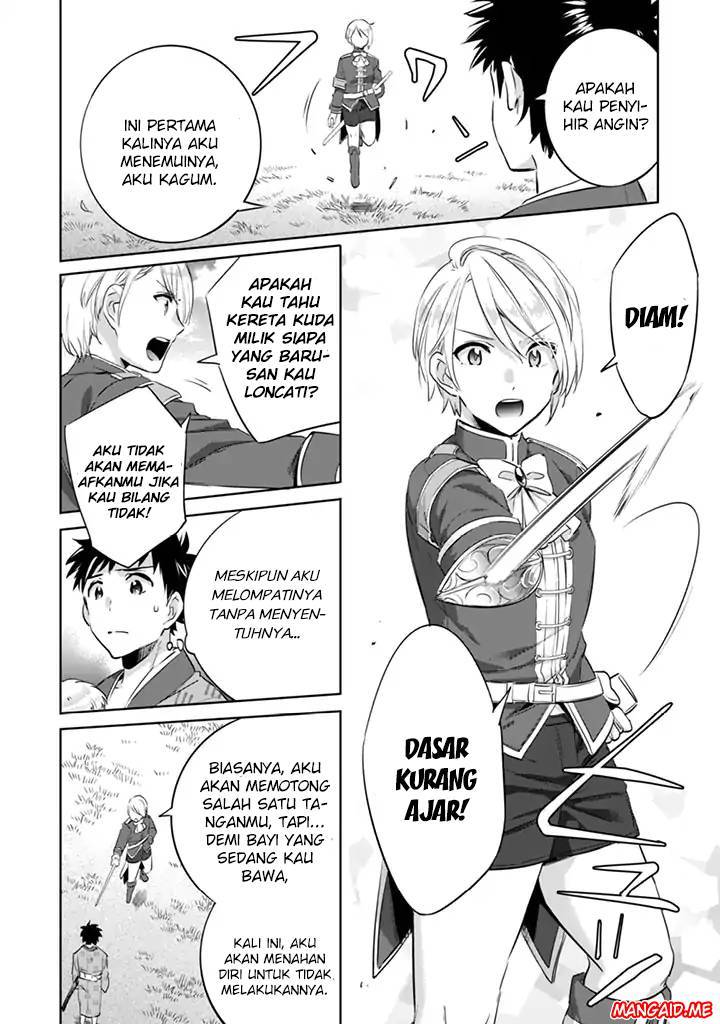 APAKAH
KAU PENYI-
HIR ANGIN?
INI PERTAMA
KALINYA AKU
MENEMUINYA,
AKU KAGUM.
DIAM!
DASAR
KURANG
AJAR!
APAKAH
KAU TAHU
KERETA KUDA
MILIK SIAPA
YANG BARU-
SAN KAU
LONCATI?
AKU TIDAK
AKAN MEMA-
AFKANMU JIKA
KAU BILANG
TIDAK!
MESKIPUN AKU
MELOMPATINYA
TANPA MENYEN-
TUHNYA...
BIASANYA, AKU
AKAN MEMOTONG
SALAH SATU TA-
NGANMU, TAPI...
DEMI BAYI YANG
SEDANG KAU
BAWA,
KALI INI, AKU
AKAN MENAHAN
DIRI UNTUK TIDAK
MELAKUKANNYA.
MANGAID.ME